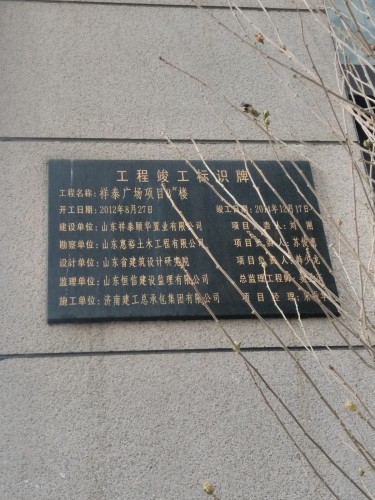 工程竣工标识牌
工程名称: 祥泰广场项目 楼
开工日期: 2012年8月27日 竣工日期: 2014年12月17日
建设单位: 山东祥泰顺华置业有限公司 项目负责人: 刘刚
勘察单位: 山东惠裕土木工程有限公司 项目负责人: 苏
设计单位: 山东省建筑设计研究院 项目负责人:
监理单位: 山东恒信建设监理有限公司 总监理工程师:
施工单位: 济南建工总承包集团有限公司 项目经理: